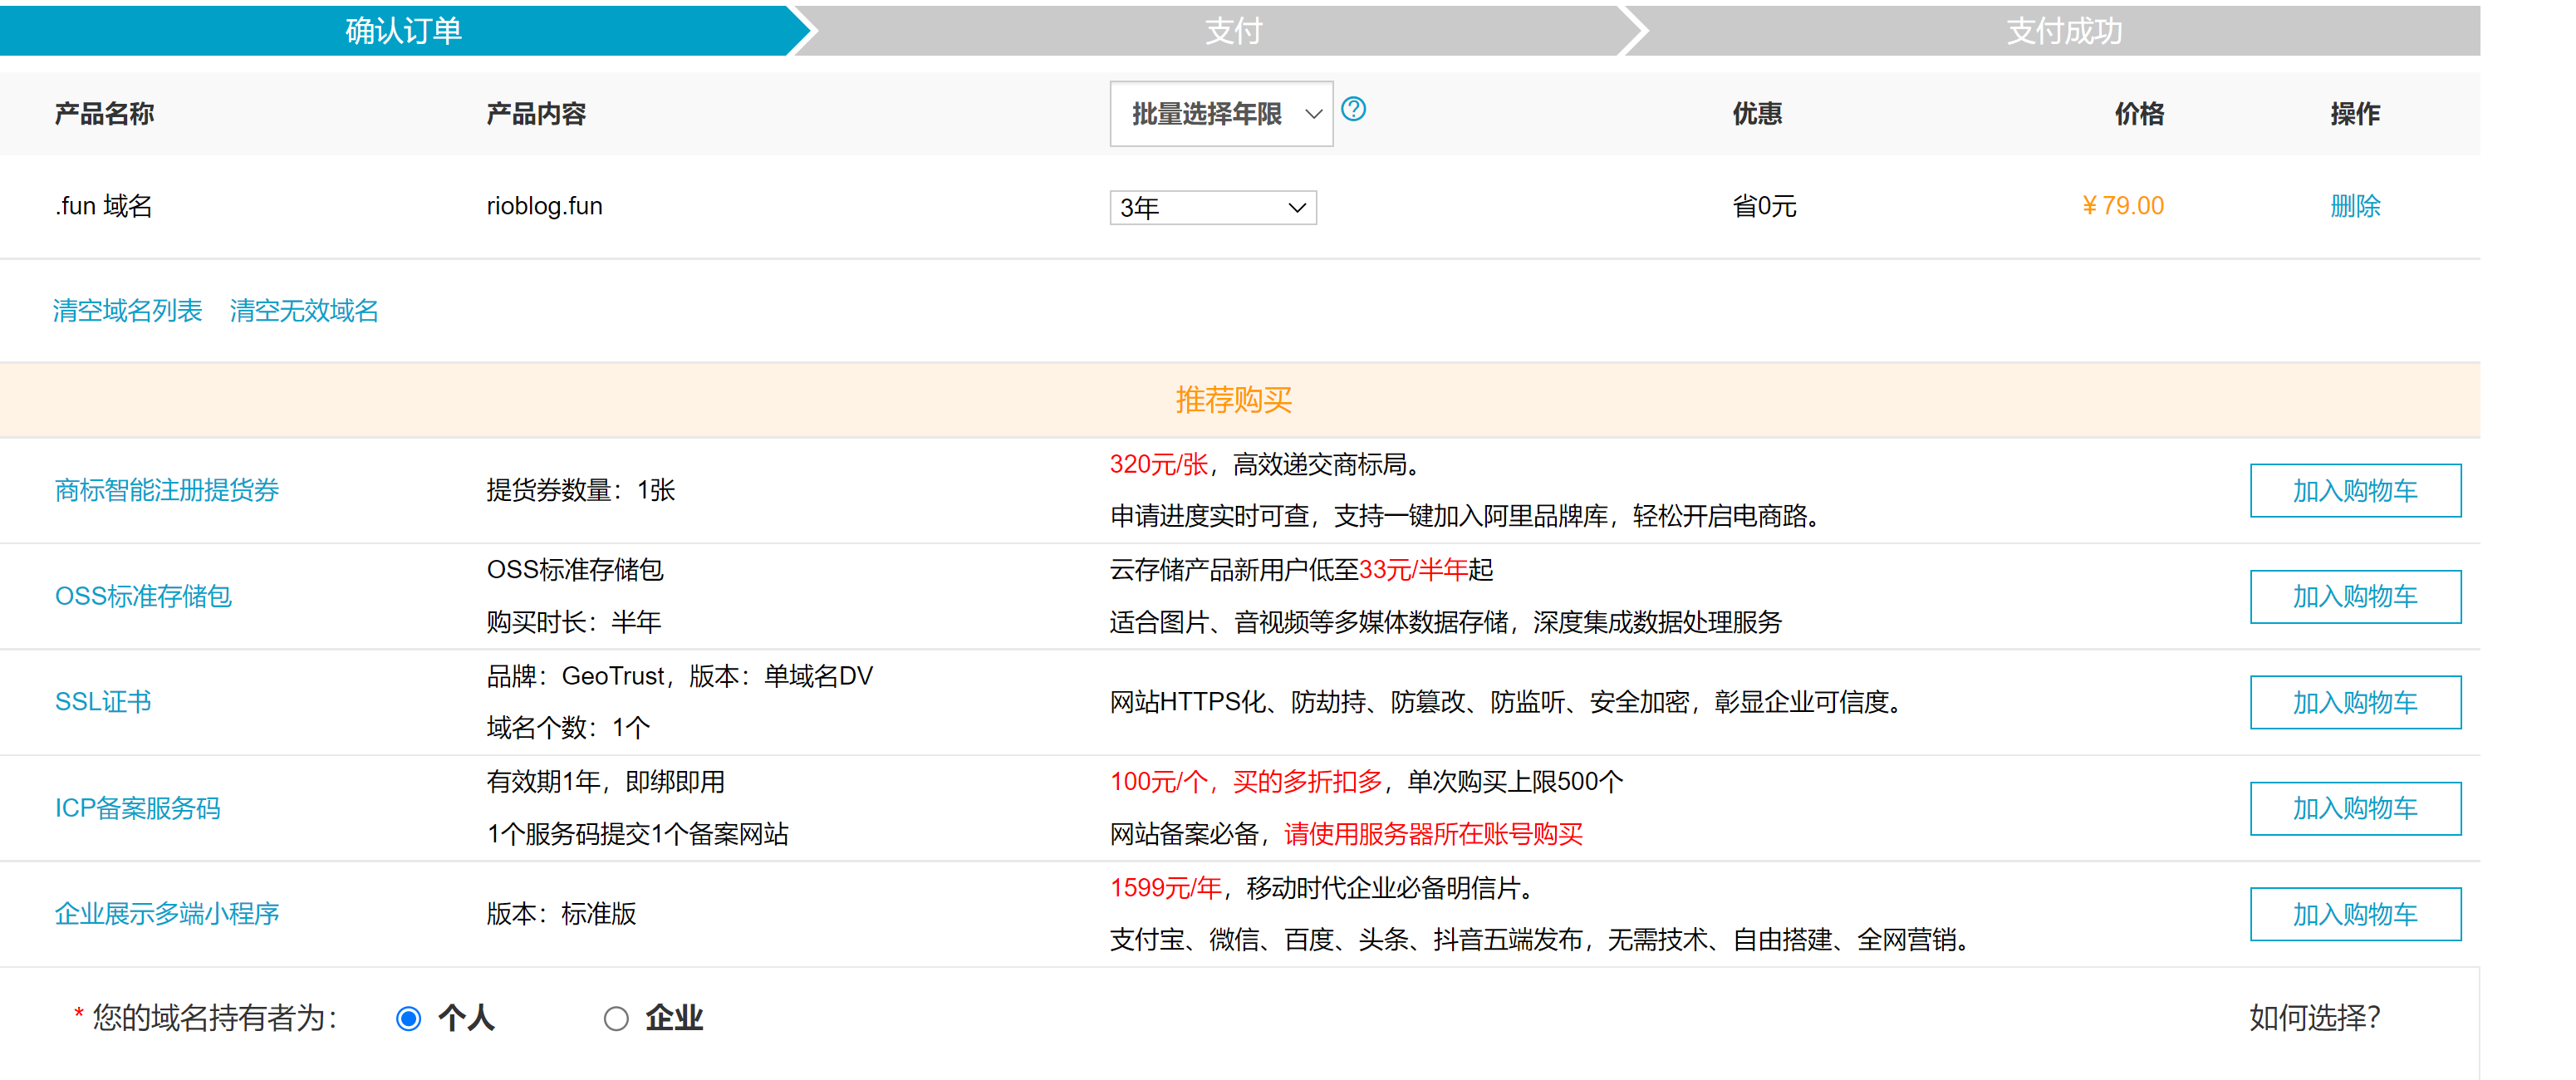 确认订单
支付
支付成功
产品名称 产品内容 批量选择年限 优惠 价格 操作
.fun 域名 rioblog.fun 3年 省0元 ¥79.00 删除
清空域名列表 清空无效域名
推荐购买
商标智能注册提货券 提货券数量：1张 320元/张，高效递交商标局。
申请进度实时可查，支持一键加入阿里品牌库，轻松开启电商路。
加入购物车
OSS标准存储包 OSS标准存储包
购买时长：半年
云存储产品新用户低至33元/半年起
适合图片、音视频等多媒体数据存储，深度集成数据处理服务
加入购物车
SSL证书 品牌：GeoTrust，版本：单域名DV
域名个数：1个
网站HTTPS化、防劫持、防篡改、防监听、安全加密，彰显企业可信度。
加入购物车
ICP备案服务码 有效期1年，即绑即用
1个服务码提交1个备案网站
100元/个，买的多折扣多，单次购买上限500个
网站备案必备，请使用服务器所在账号购买
加入购物车
企业展示多端小程序 版本：标准版 1599元/年，移动时代企业必备明信片。
支付宝、微信、百度、头条、抖音五端发布，无需技术、自由搭建、全网营销。
加入购物车
* 您的域名持有者为： 个人 企业 如何选择？